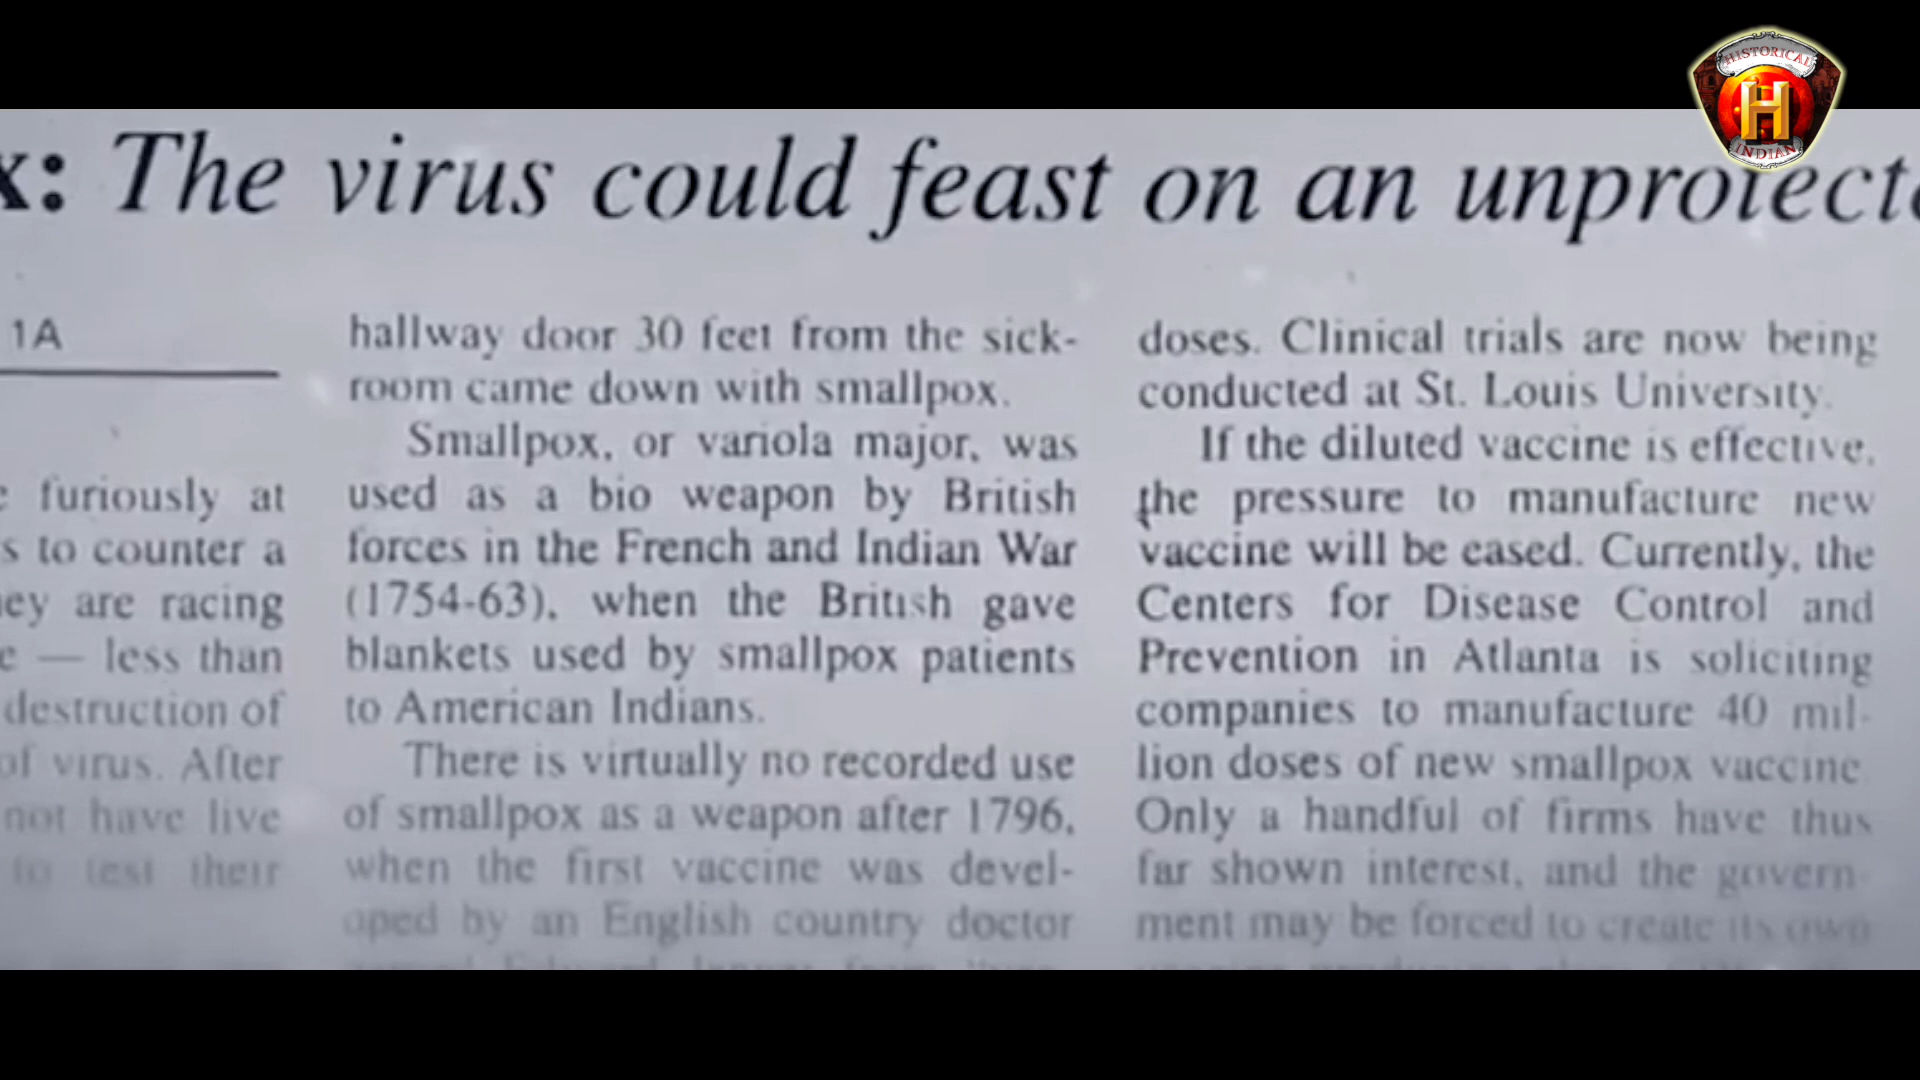 HISTORICAL
H
INDIAN
x: The virus could feast on an unprotect
1A
furiously at
s to counter a
ey are racing
e — less than
destruction of
of virus. After
not have live
to test their
hallway door 30 feet from the sick-
room came down with smallpox.
Smallpox, or variola major, was
used as a bio weapon by British
forces in the French and Indian War
(1754-63), when the British gave
blankets used by smallpox patients
to American Indians.
There is virtually no recorded use
of smallpox as a weapon after 1796,
when the first vaccine was devel-
oped by an English country doctor
doses. Clinical trials are now being
conducted at St. Louis University.
If the diluted vaccine is effective,
the pressure to manufacture new
vaccine will be eased. Currently, the
Centers for Disease Control and
Prevention in Atlanta is soliciting
companies to manufacture 40 mil-
lion doses of new smallpox vaccine.
Only a handful of firms have thus
far shown interest, and the govern-
ment may be forced to create its own